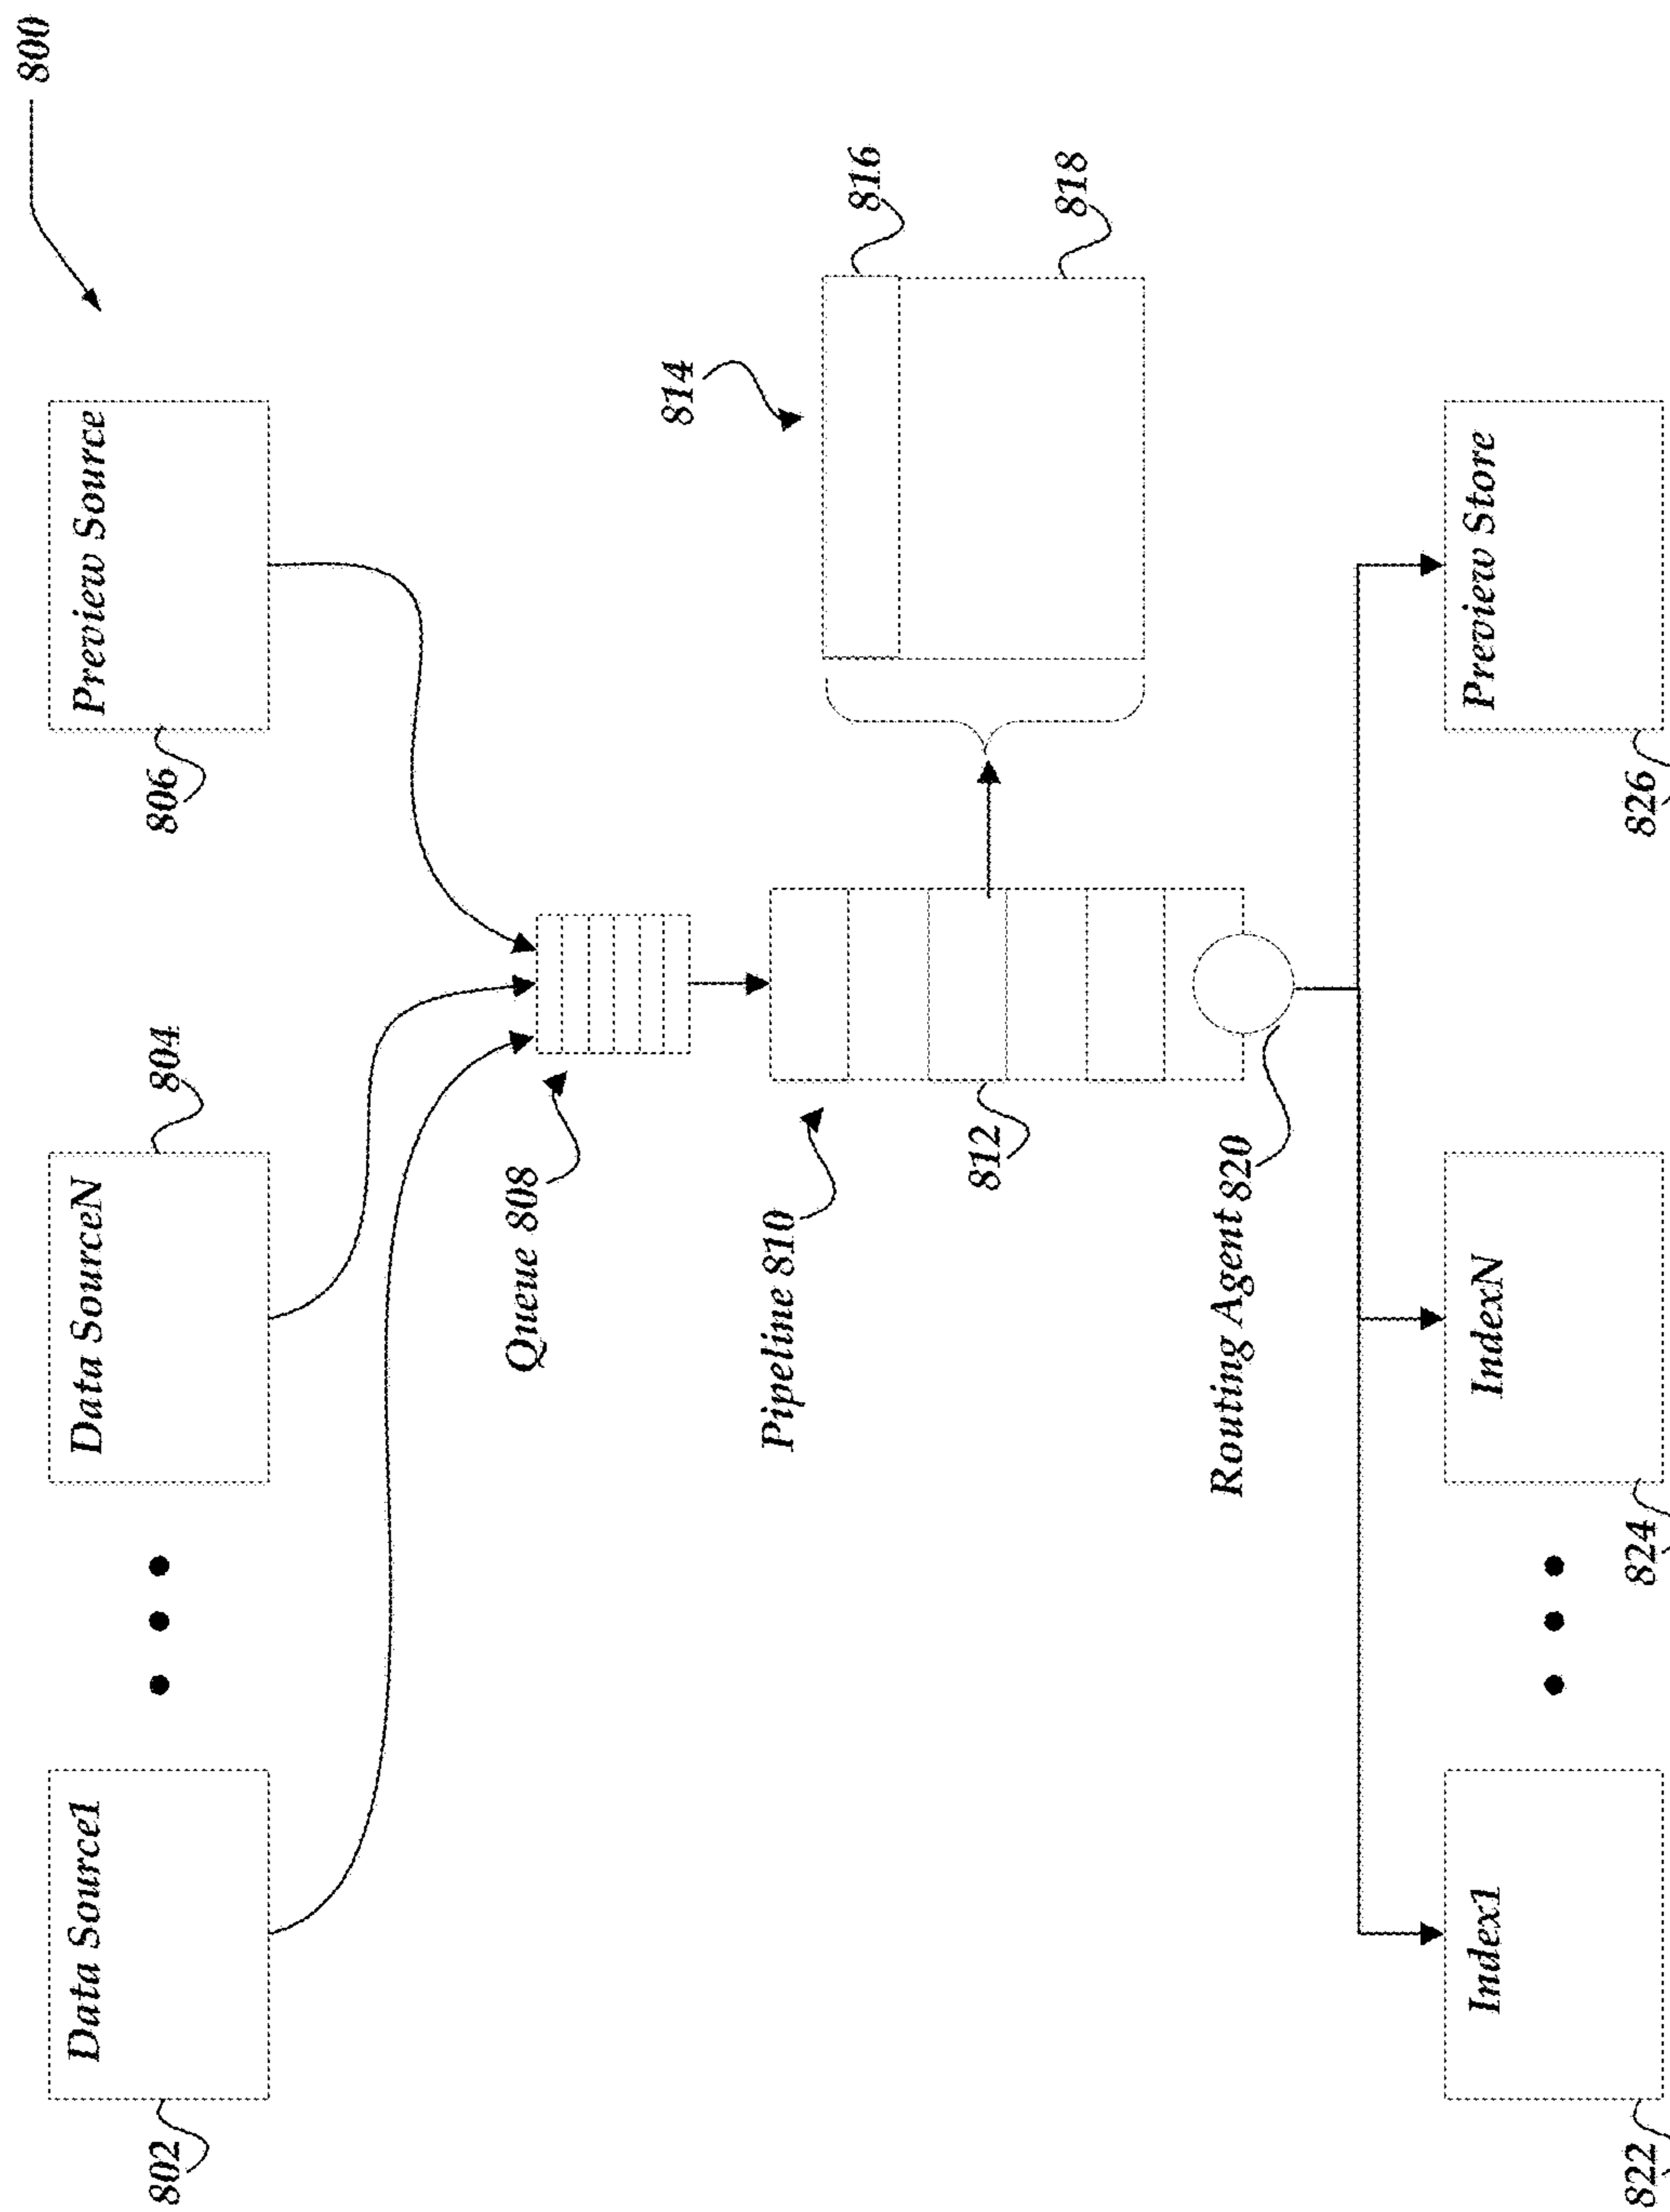 800
Data Source1
Data SourceN
Preview Source
802
804
806
Queue 808
Pipeline 810
812
814
816
818
Routing Agent 820
Index1
IndexN
Preview Store
822
824
826